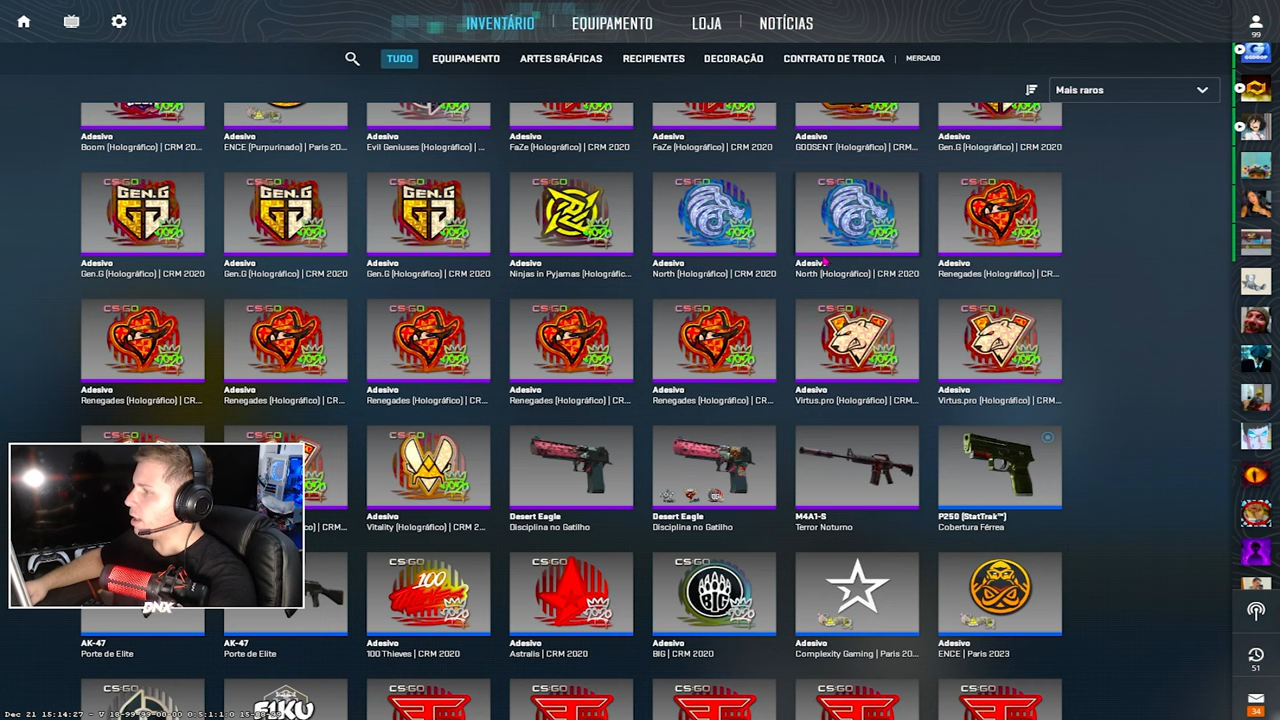 INVENTÁRIO
EQUIPAMENTO
LOJA
NOTÍCIAS
99
TUDO
EQUIPAMENTO
ARTES GRÁFICAS
RECIPIENTES
DECORAÇÃO
CONTRATO DE TROCA
MERCADO
Mais raros
Adesivo
Boom (Holográfico) | CRM 20...
Adesivo
ENCE (Purpurinado) | Paris 20...
Adesivo
Evil Geniuses (Holográfico) | ...
Adesivo
FaZe (Holográfico) | CRM 2020
Adesivo
FaZe (Holográfico) | CRM 2020
Adesivo
GODSENT (Holográfico) | CRM...
Adesivo
Gen.G (Holográfico) | CRM 2020
Adesivo
Gen.G (Holográfico) | CRM 2020
Adesivo
Gen.G (Holográfico) | CRM 2020
Adesivo
Gen.G (Holográfico) | CRM 2020
Adesivo
Ninjas in Pyjamas (Holográfic...
Adesivo
North (Holográfico) | CRM 2020
Adesivo
North (Holográfico) | CRM 2020
Adesivo
Renegades (Holográfico) | CR...
Adesivo
Renegades (Holográfico) | CR...
Adesivo
Renegades (Holográfico) | CR...
Adesivo
Renegades (Holográfico) | CR...
Adesivo
Renegades (Holográfico) | CR...
Adesivo
Renegades (Holográfico) | CR...
Adesivo
Virtus.pro (Holográfico) | CRM...
Adesivo
Virtus.pro (Holográfico) | CRM...
Adesivo
Vitality (Holográfico) | CRM 2...
Desert Eagle
Disciplina no Gatilho
Desert Eagle
Disciplina no Gatilho
M4A1-S
Terror Noturno
P250 (StatTrak™)
Cobertura Férrea
DNX
AK-47
Porte de Elite
AK-47
Porte de Elite
Adesivo
100 Thieves | CRM 2020
Adesivo
Astralis | CRM 2020
Adesivo
BIG | CRM 2020
Adesivo
Complexity Gaming | Paris 20...
Adesivo
ENCE | Paris 2023
51
34